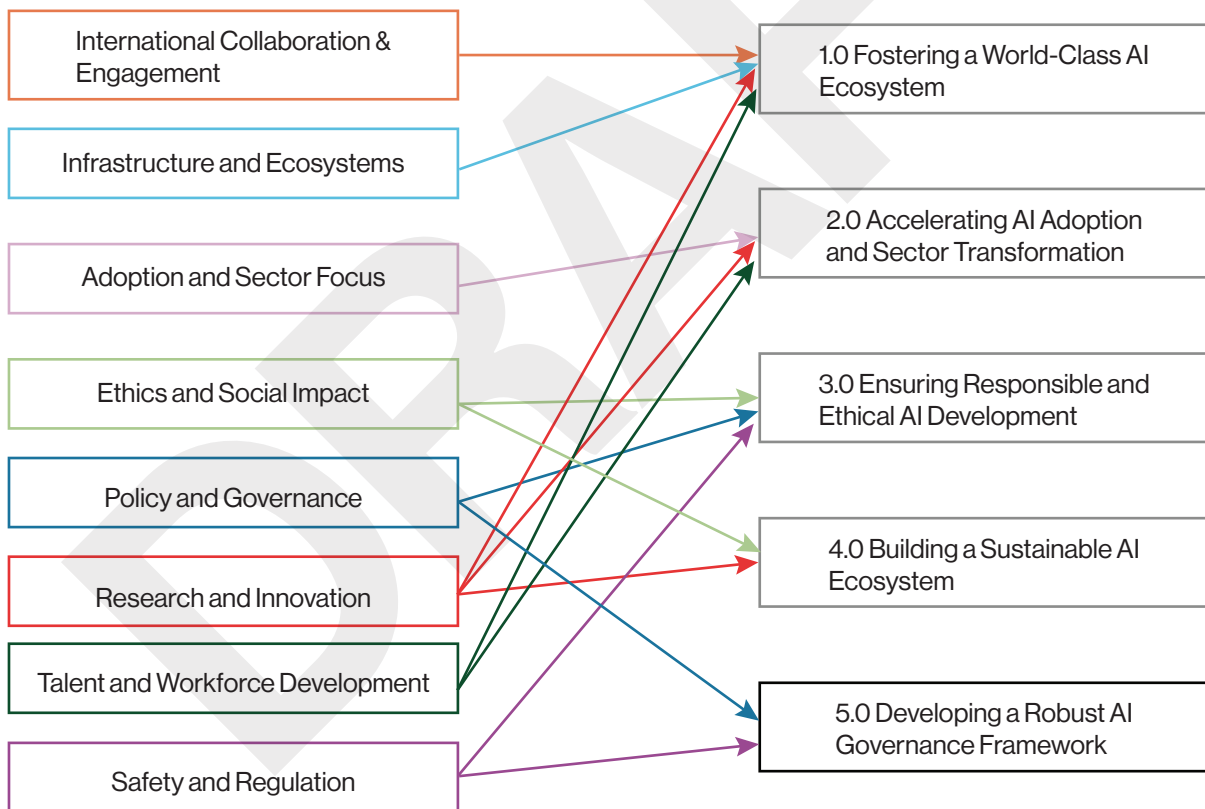 International Collaboration &
Engagement
Infrastructure and Ecosystems
Adoption and Sector Focus
Ethics and Social Impact
Policy and Governance
Research and Innovation
Talent and Workforce Development
Safety and Regulation
1.0 Fostering a World-Class AI
Ecosystem
2.0 Accelerating AI Adoption
and Sector Transformation
3.0 Ensuring Responsible and
Ethical AI Development
4.0 Building a Sustainable AI
Ecosystem
5.0 Developing a Robust AI
Governance Framework
DRAF